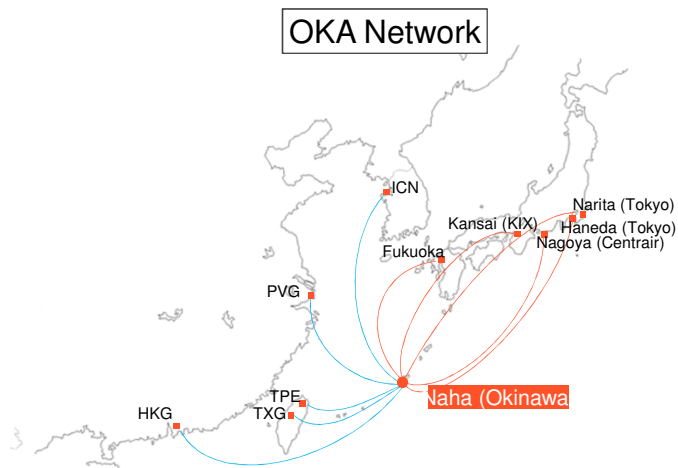 OKA Network
ICN
Narita (Tokyo)
Kansai (KIX)
Haneda (Tokyo)
Nagoya (Centrair)
Fukuoka
PVG
TPE
Naha (Okinawa
HKG
TXG